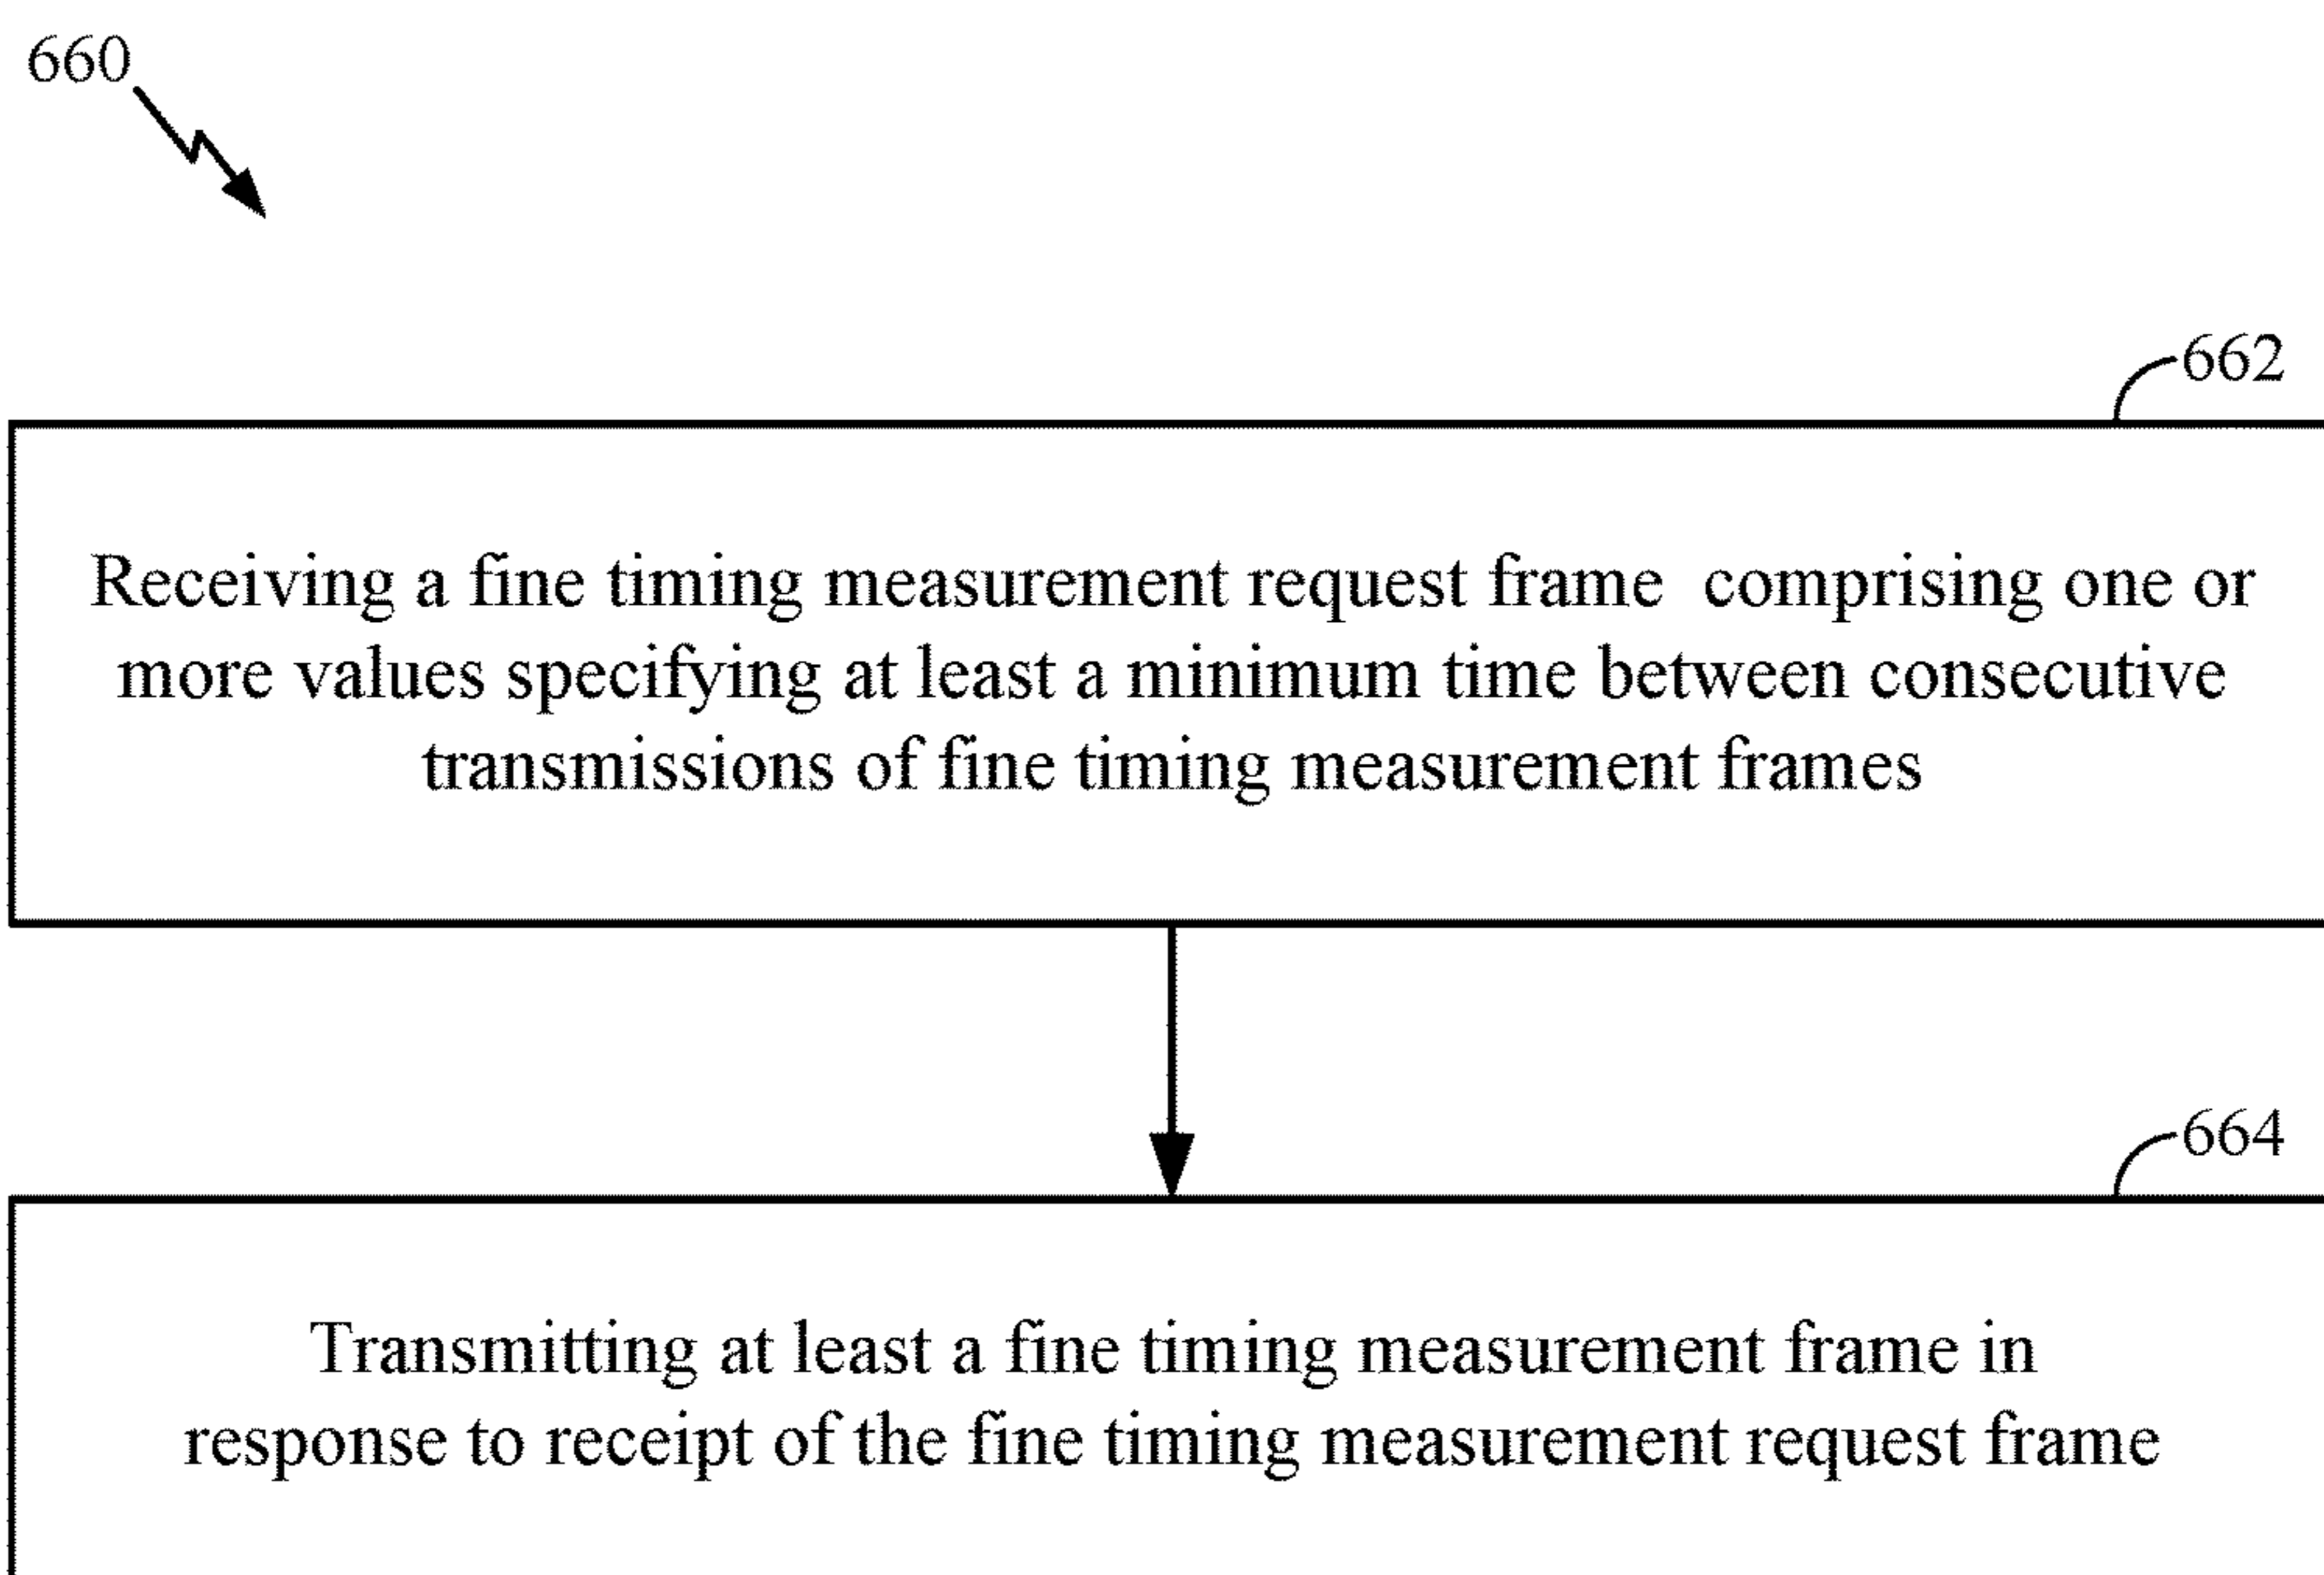 660
662
Receiving a fine timing measurement request frame comprising one or
more values specifying at least a minimum time between consecutive
transmissions of fine timing measurement frames
664
Transmitting at least a fine timing measurement frame in
response to receipt of the fine timing measurement request frame